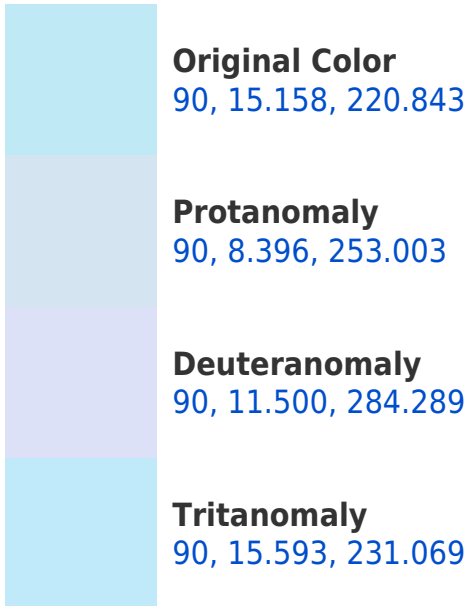 Original Color
90, 15.158, 220.843
Protanomaly
90, 8.396, 253.003
Deuteranomaly
90, 11.500, 284.289
Tritanomaly
90, 15.593, 231.069